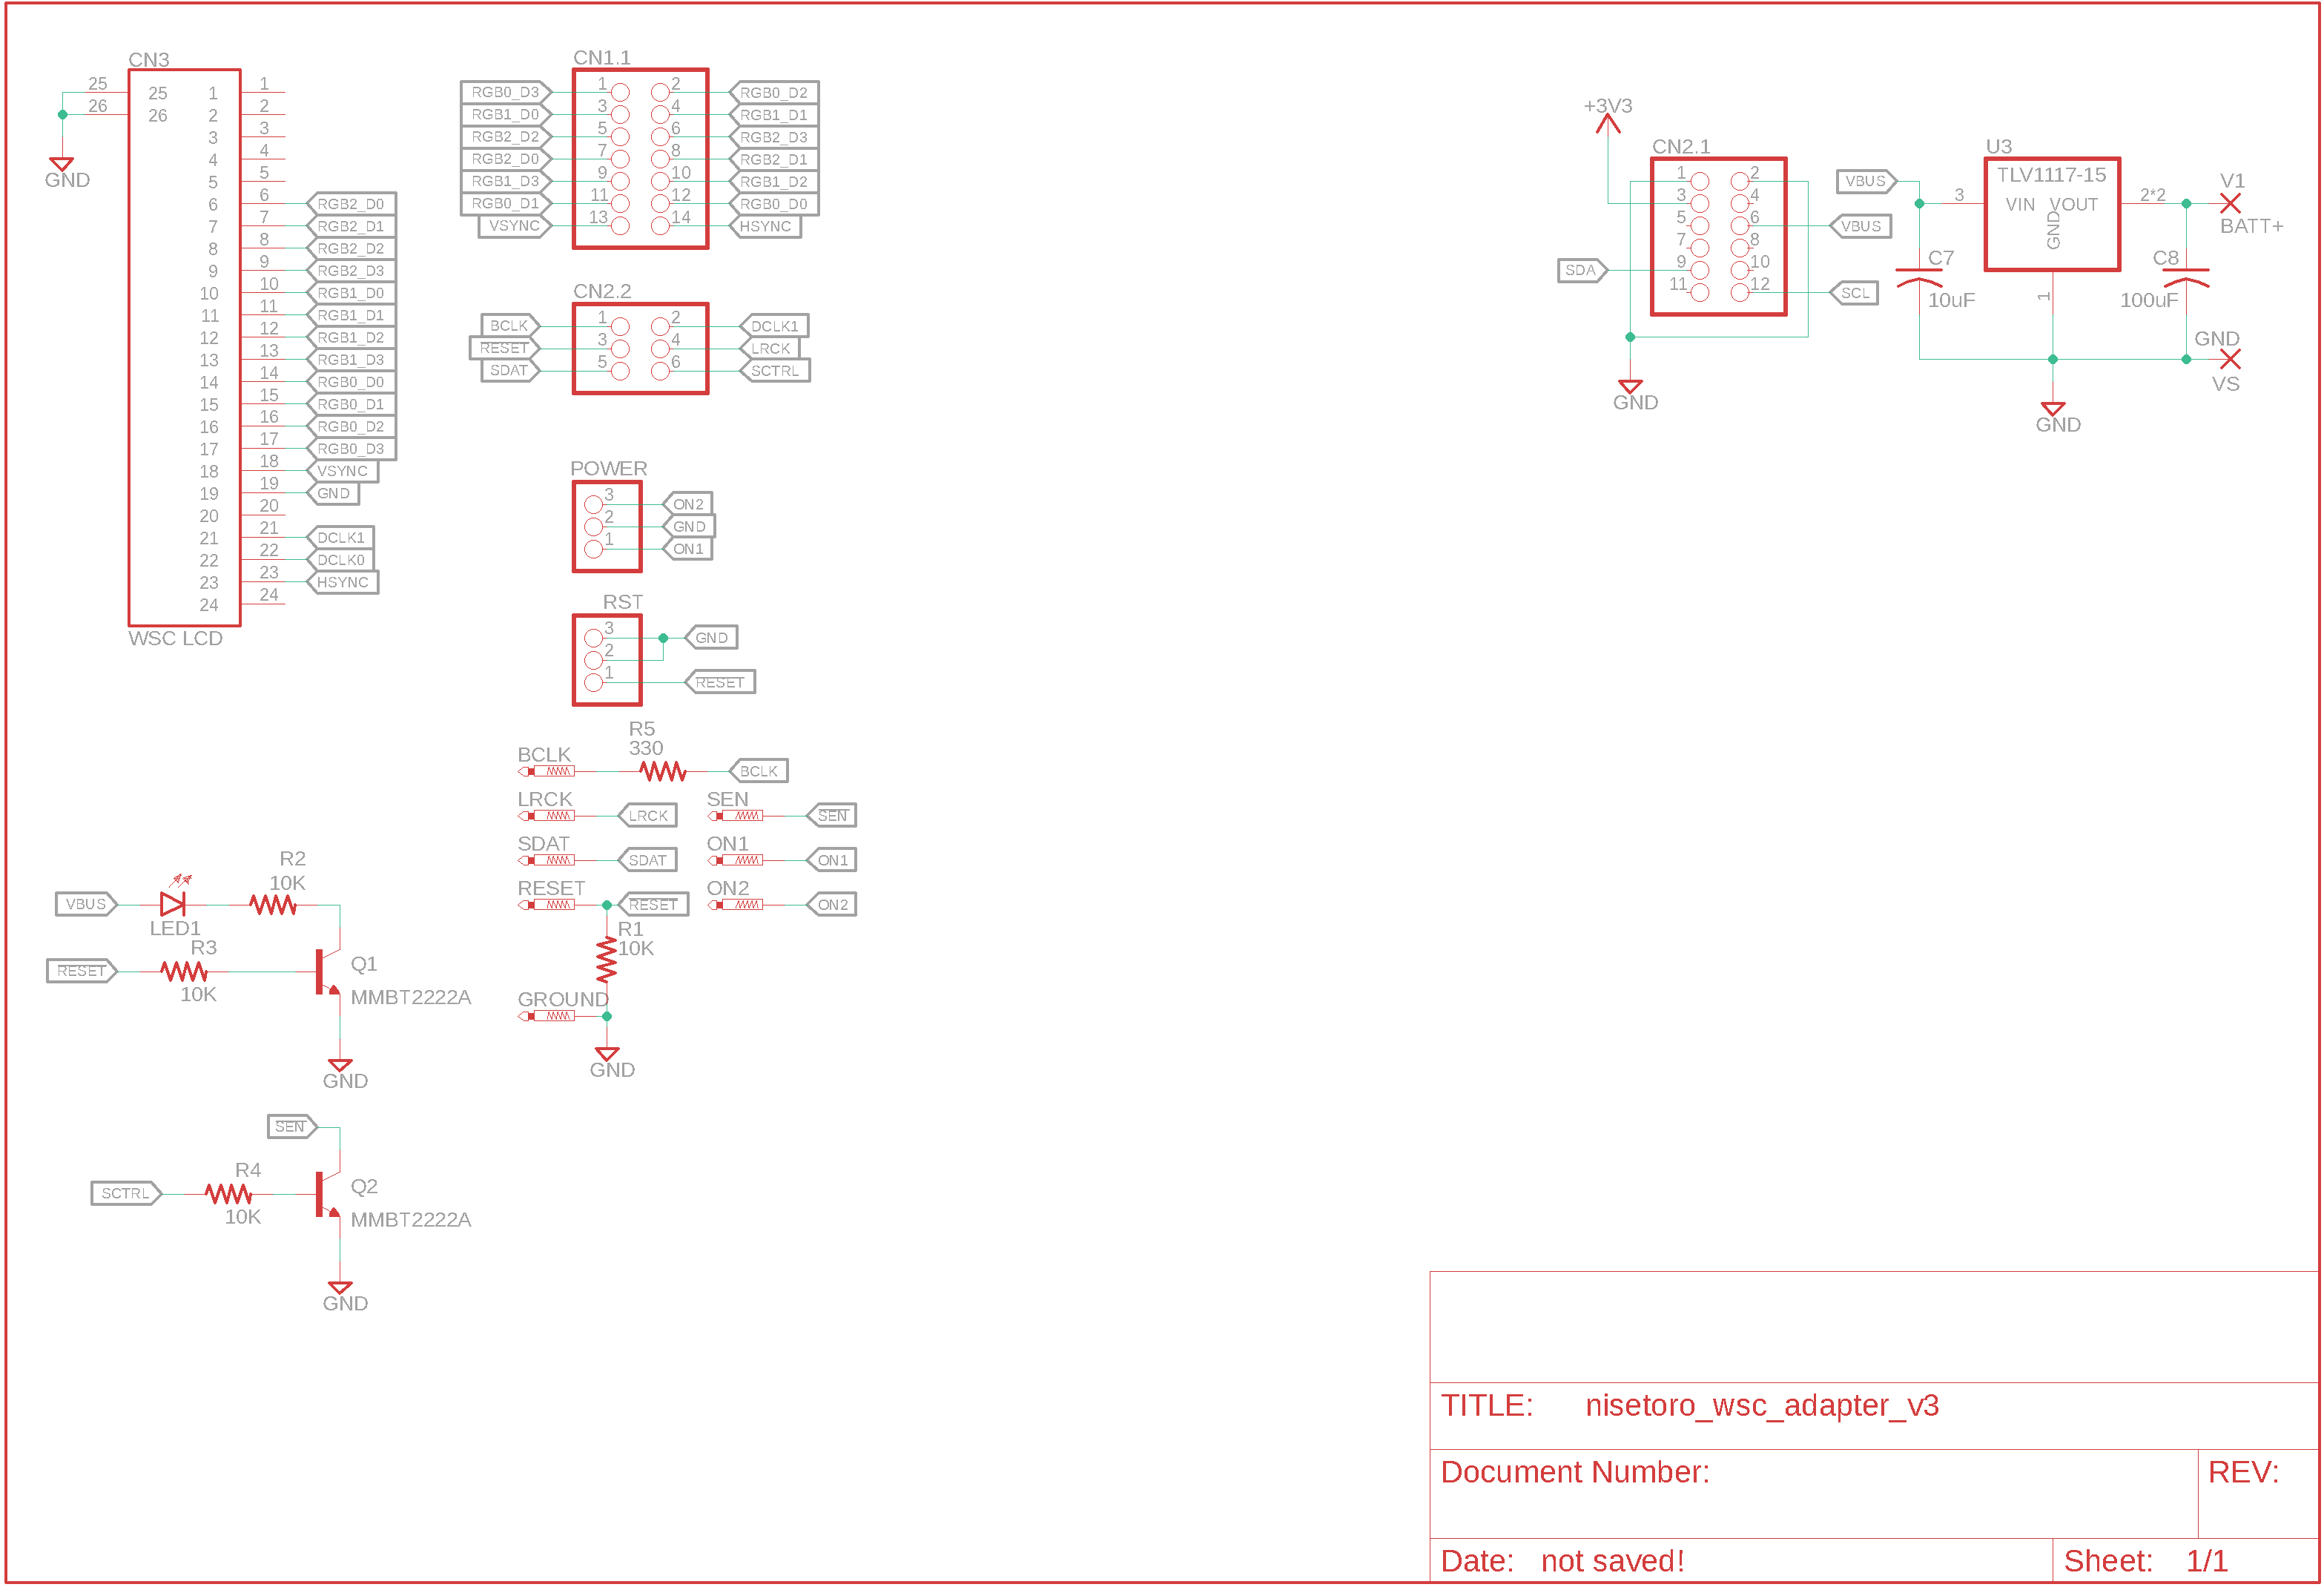 CN3
25 25 1 1
26 26 2 2
3 3
4 4
5 5
6 6 RGB2_D0
7 7 RGB2_D1
8 8 RGB2_D2
9 9 RGB2_D3
10 10 RGB1_D0
11 11 RGB1_D1
12 12 RGB1_D2
13 13 RGB1_D3
14 14 RGB0_D0
15 15 RGB0_D1
16 16 RGB0_D2
17 17 RGB0_D3
18 18 VSYNC
19 19 GND
20 20
21 21 DCLK1
22 22 DCLK0
23 23 HSYNC
24 24
WSC LCD
GND
CN1.1
RGB0_D3 1 2 RGB0_D2
RGB1_D0 3 4 RGB1_D1
RGB2_D2 5 6 RGB2_D3
RGB2_D0 7 8 RGB2_D1
RGB1_D3 9 10 RGB1_D2
RGB0_D1 11 12 RGB0_D0
VSYNC 13 14 HSYNC
CN2.2
BCLK 1 2 DCLK1
RESET 3 4 LRCK
SDAT 5 6 SCTRL
POWER
3 ON2
2 GND
1 ON1
RST
3 GND
2
1 RESET
R5
330
BCLK BCLK
LRCK LRCK
SEN SEN
SDAT SDAT
ON1 ON1
RESET RESET
ON2 ON2
R1
10K
GROUND
GND
R2
10K
VBUS
LED1
R3
RESET
10K
Q1
MMBT2222A
GND
SEN
R4
SCTRL
10K
Q2
MMBT2222A
GND
+3V3
CN2.1
1 2
3 4
5 6 VBUS
7 8
SDA 9 10
11 12 SCL
GND
U3
TLV1117-15
VBUS
3 VIN VOUT 2*2
GND
1
V1
BATT+
C7
10uF
C8
100uF
GND
VS
GND
TITLE: nisetoro_wsc_adapter_v3
Document Number: REV:
Date: not saved! Sheet: 1/1